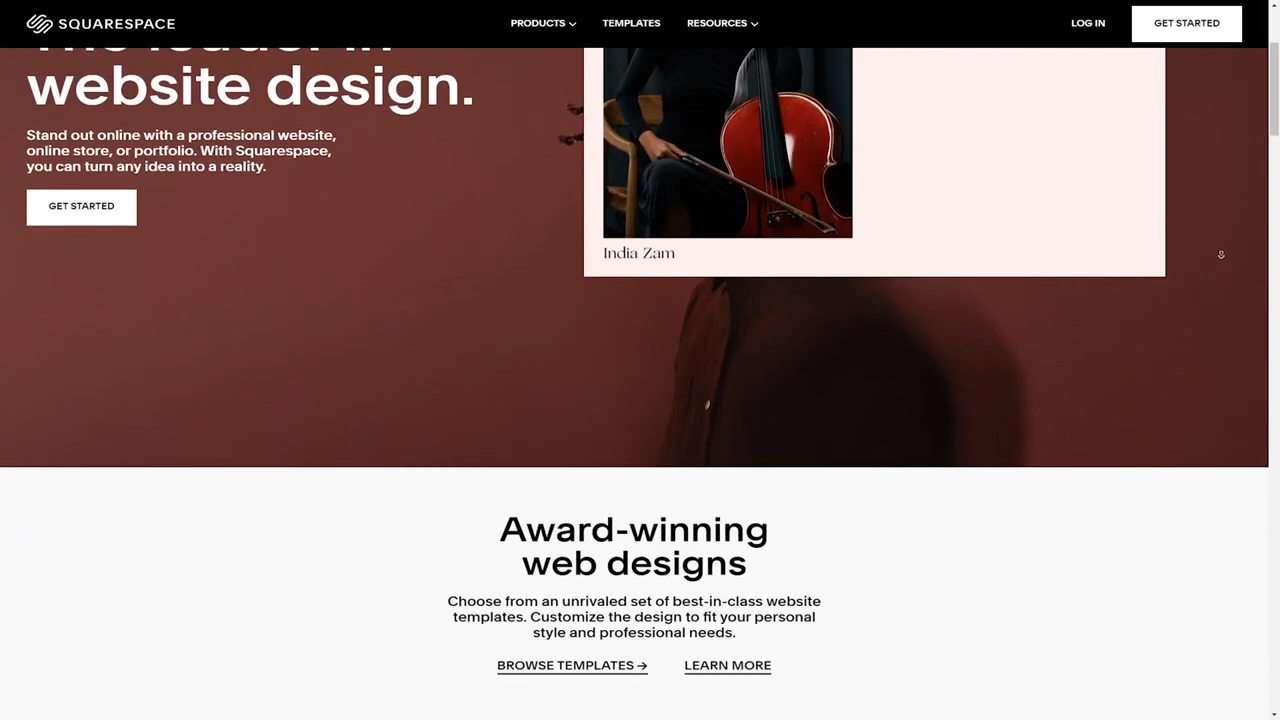 SQUARESPACE
PRODUCTS
TEMPLATES
RESOURCES
LOG IN
GET STARTED
The leader in
website design.
Stand out online with a professional website,
online store, or portfolio. With Squarespace,
you can turn any idea into a reality.
GET STARTED
India Zam
Award-winning
web designs
Choose from an unrivaled set of best-in-class website
templates. Customize the design to fit your personal
style and professional needs.
BROWSE TEMPLATES →
LEARN MORE